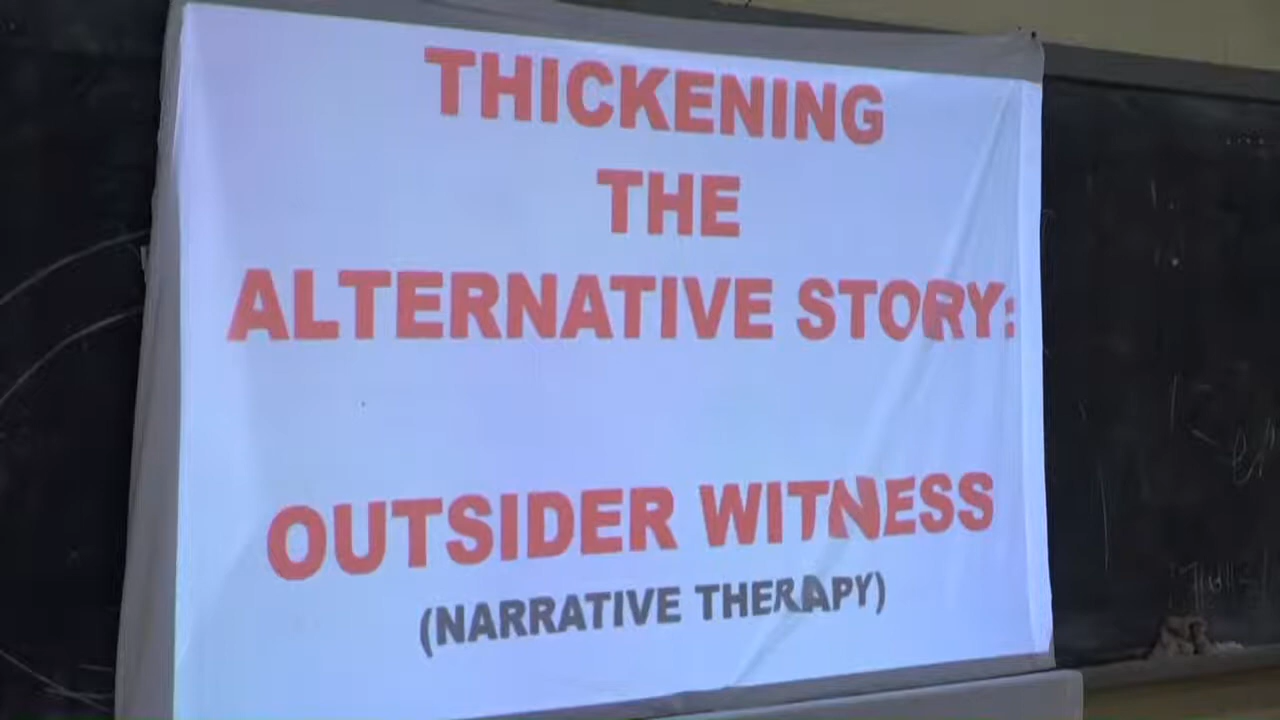 THICKENING
THE
ALTERNATIVE STORY:
OUTSIDER WITNESS
(NARRATIVE THERAPY)